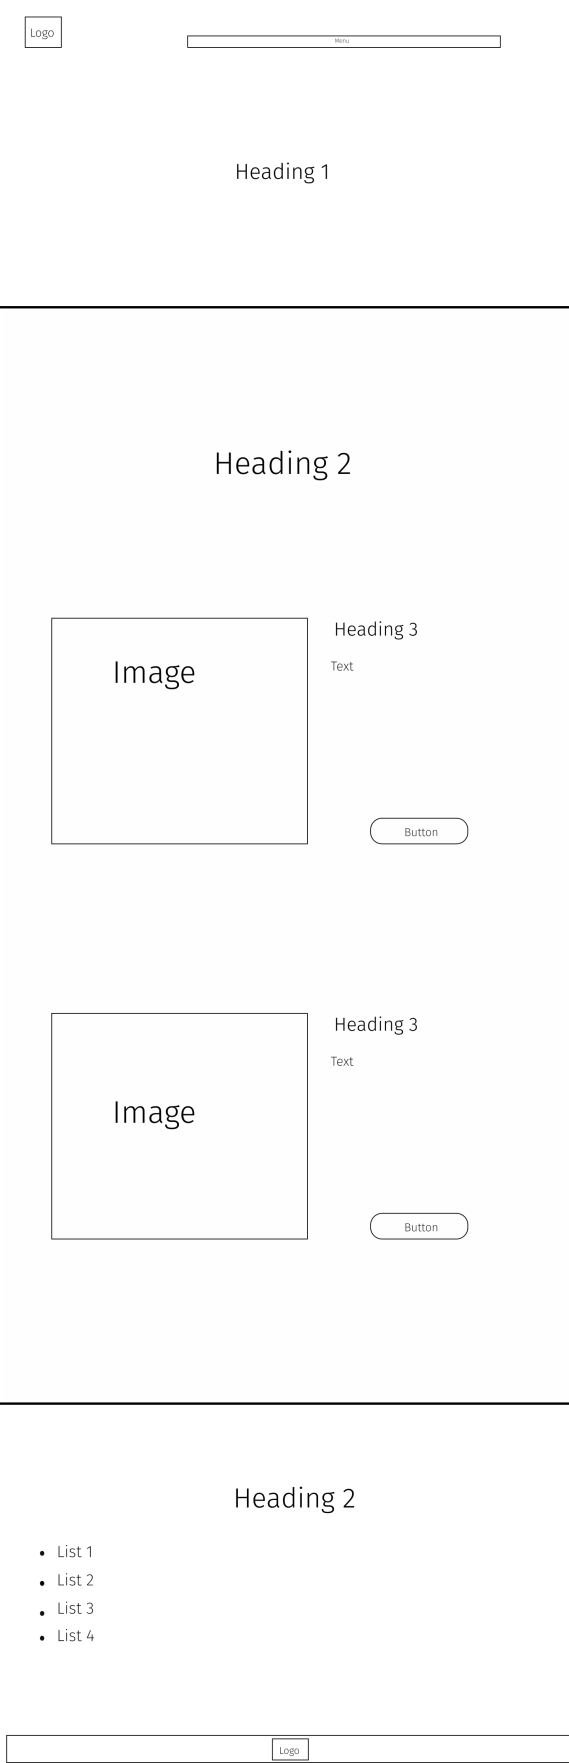 Logo
Menu
Heading 1
Heading 2
Image
Heading 3
Text
Button
Image
Heading 3
Text
Button
Heading 2
• List 1
• List 2
• List 3
• List 4
Logo